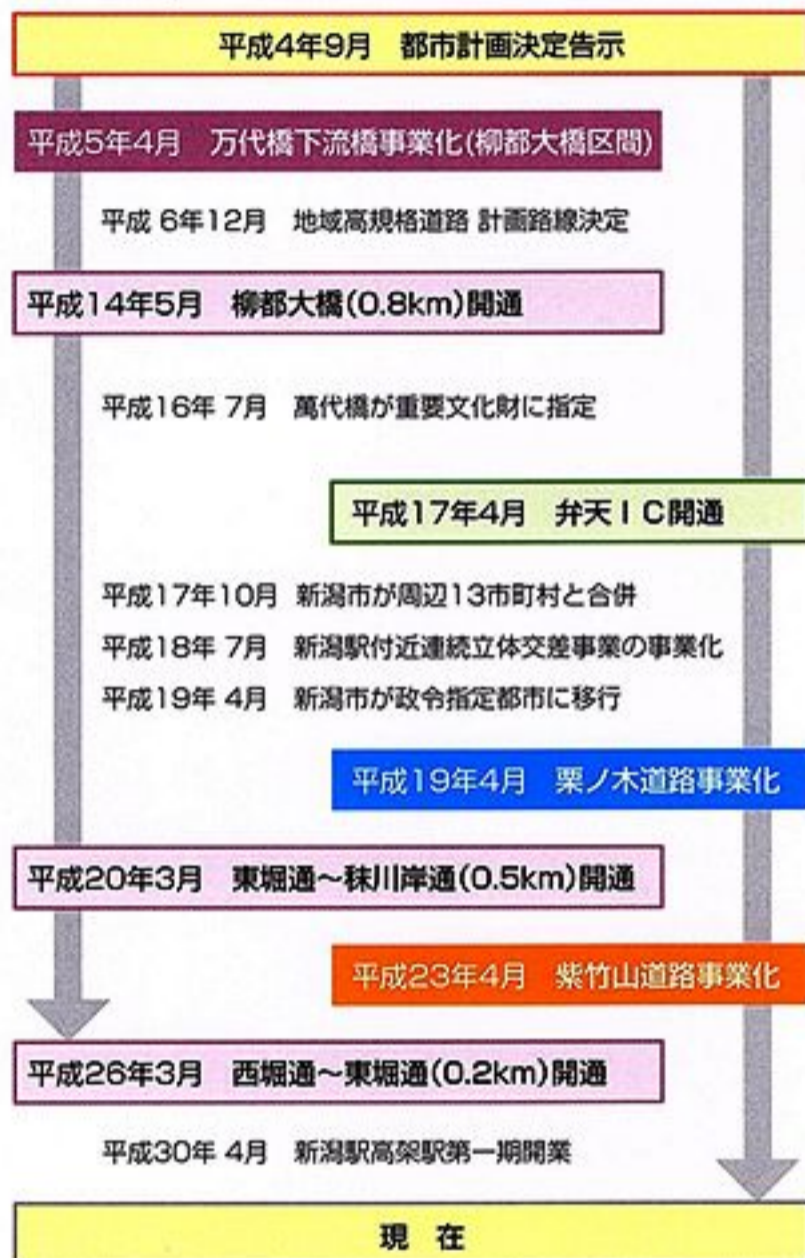 平成4年9月　都市計画決定告示
平成5年4月　万代橋下流橋事業化(柳都大橋区間)
平成 6年12月　地域高規格道路 計画路線決定
平成14年5月　柳都大橋(0.8km)開通
平成16年 7月　萬代橋が重要文化財に指定
平成17年4月　弁天ＩＣ開通
平成17年10月　新潟市が周辺13市町村と合併
平成18年 7月　新潟駅付近連続立体交差事業の事業化
平成19年 4月　新潟市が政令指定都市に移行
平成19年4月　栗ノ木道路事業化
平成20年3月　東堀通～秣川岸通(0.5km)開通
平成23年4月　紫竹山道路事業化
平成26年3月　西堀通～東堀通(0.2km)開通
平成30年 4月　新潟駅高架駅第一期開業
現　在